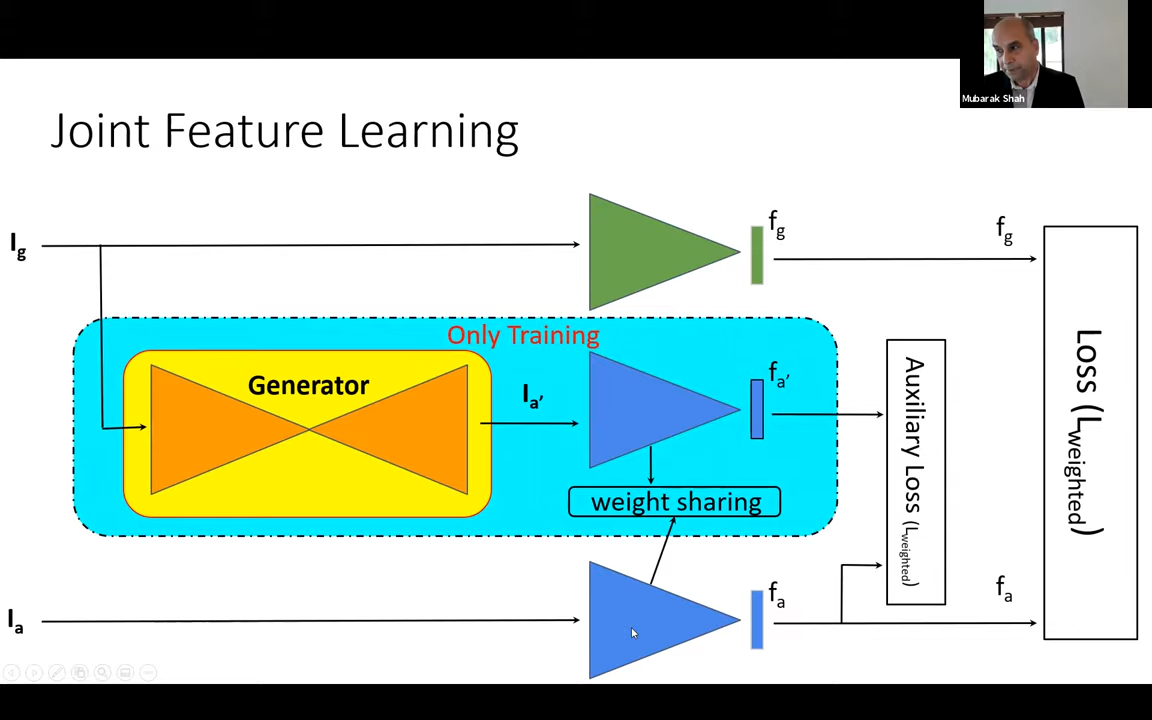 Mubarak Shah
Joint Feature Learning
I_g
f_g
f_g
Only Training
Generator
I_a'
f_a'
weight sharing
Auxiliary Loss (L_weighted)
Loss (L_weighted)
I_a
f_a
f_a